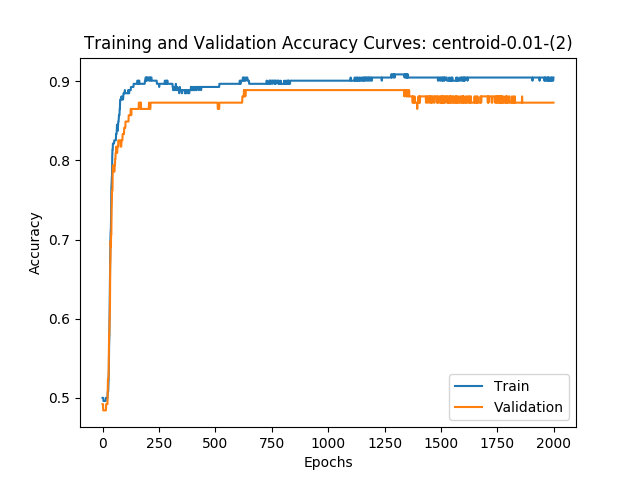 Training and Validation Accuracy Curves: centroid-0.01-(2)
0.9
0.8
0.7
0.6
0.5
Accuracy
0 250 500 750 1000 1250 1500 1750 2000
Epochs
Train
Validation